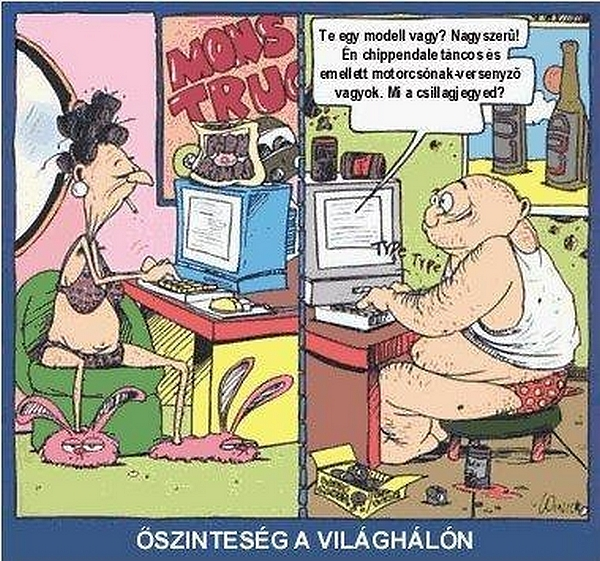 MONS
TRUC
Te egy modell vagy? Nagyszerű!
Én chippendale táncos és
emellett motorcsónak-versenyző
vagyok. Mi a csillagjegyed?
TYPE TYPE
ŐSZINTESÉG A VILÁGHÁLÓN